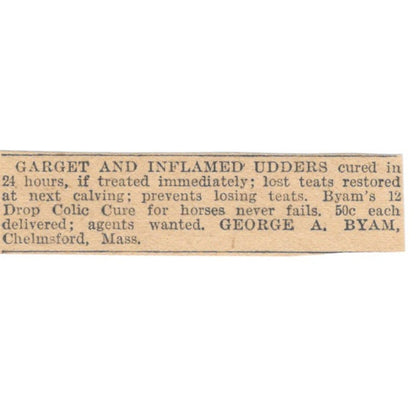 GARGET AND INFLAMED UDDERS cured in
24 hours, if treated immediately; lost teats restored
at next calving; prevents losing teats. Byam's 12
Drop Colic Cure for horses never fails. 50c each
delivered; agents wanted. GEORGE A. BYAM,
Chelmsford, Mass.